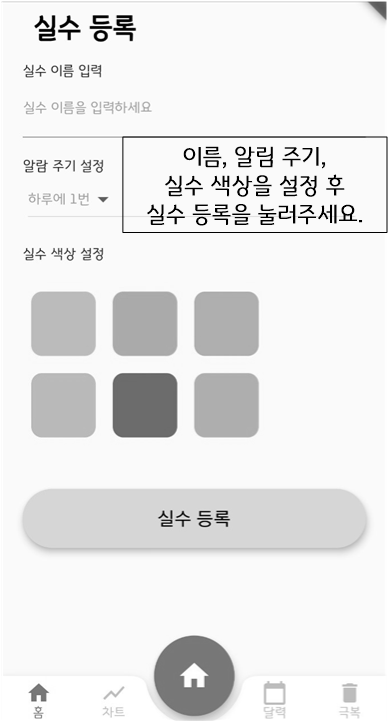 실수 등록
실수 이름 입력
실수 이름을 입력하세요
알람 주기 설정
하루에 1번
이름, 알림 주기,
실수 색상을 설정 후
실수 등록을 눌러주세요.
실수 색상 설정
실수 등록
홈
차트
달력
극복